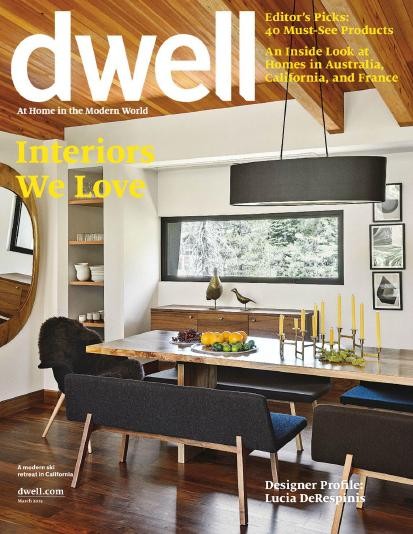 dwell
At Home in the Modern World
Editor's Picks:
40 Must-See Products
An Inside Look at
Homes in Australia,
California, and France
Interiors
We Love
A modern ski
retreat in California
dwell.com
Designer Profile:
Lucia DeRespinis